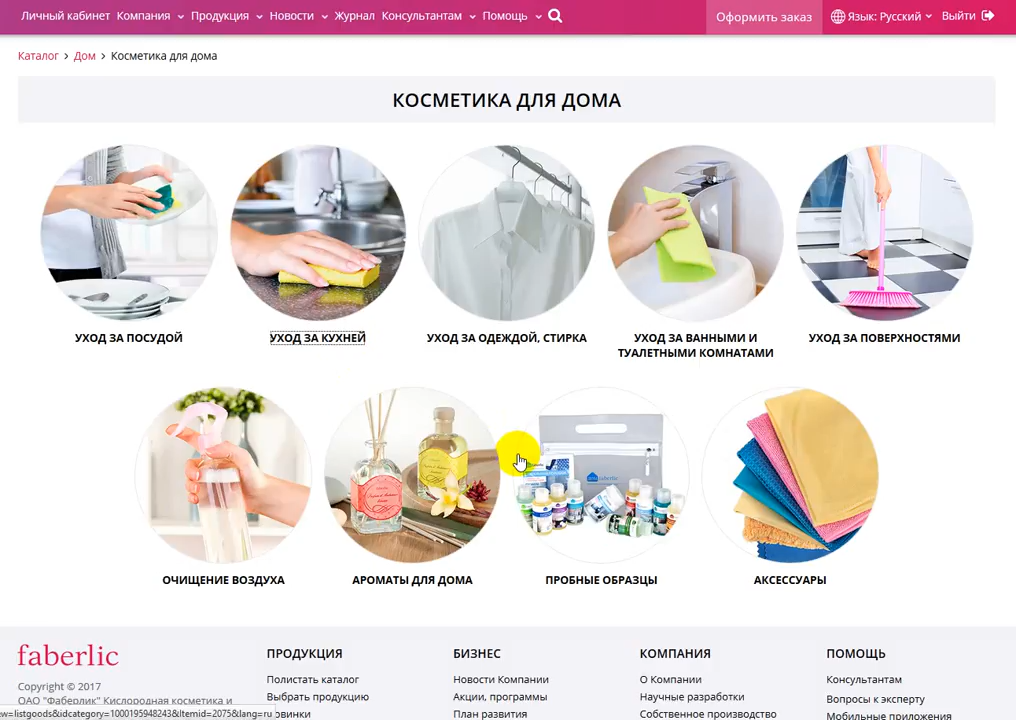 Личный кабинет Компания Продукция Новости Журнал Консультантам Помощь Оформить заказ Язык: Русский Выйти
Каталог > Дом > Косметика для дома
КОСМЕТИКА ДЛЯ ДОМА
УХОД ЗА ПОСУДОЙ
УХОД ЗА КУХНЕЙ
УХОД ЗА ОДЕЖДОЙ, СТИРКА
УХОД ЗА ВАННЫМИ И
ТУАЛЕТНЫМИ КОМНАТАМИ
УХОД ЗА ПОВЕРХНОСТЯМИ
faberlic
ОЧИЩЕНИЕ ВОЗДУХА
АРОМАТЫ ДЛЯ ДОМА
ПРОБНЫЕ ОБРАЗЦЫ
АКСЕССУАРЫ
faberlic
Copyright © 2017
ОАО "Фаберлик" Кислородная косметика и
ПРОДУКЦИЯ
Полистать каталог
Выбрать продукцию
овинки
БИЗНЕС
Новости Компании
Акции, программы
План развития
КОМПАНИЯ
О Компании
Научные разработки
Собственное производство
ПОМОЩЬ
Консультантам
Вопросы к эксперту
Мобильные приложения
ew=listgoods&idcategory=1000195948243&Itemid=2075&lang=ru